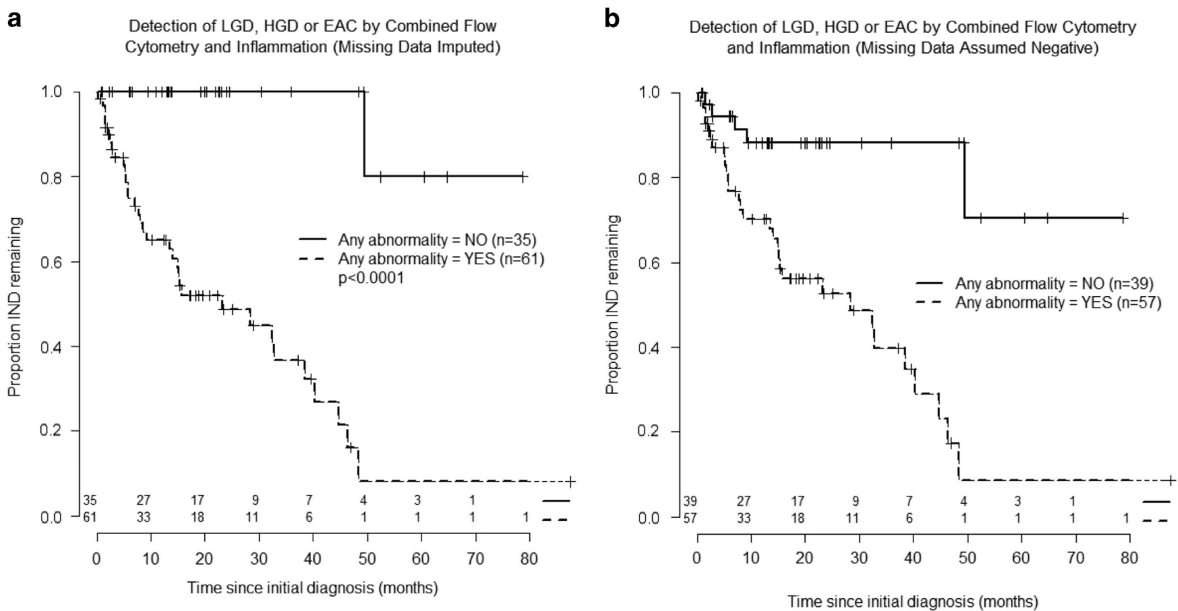 a
Detection of LGD, HGD or EAC by Combined Flow
Cytometry and Inflammation (Missing Data Imputed)
Proportion IND remaining
1.0
0.8
0.6
0.4
0.2
0.0
Any abnormality = NO (n=35)
Any abnormality = YES (n=61)
p<0.0001
35 27 17 9 7 4 3 1
61 33 18 11 6 1 1 1 1
0 10 20 30 40 50 60 70 80
Time since initial diagnosis (months)
b
Detection of LGD, HGD or EAC by Combined Flow Cytometry
and Inflammation (Missing Data Assumed Negative)
Proportion IND remaining
1.0
0.8
0.6
0.4
0.2
0.0
Any abnormality = NO (n=39)
Any abnormality = YES (n=57)
39 27 17 9 7 4 3 1
57 33 18 11 6 1 1 1 1
0 10 20 30 40 50 60 70 80
Time since initial diagnosis (months)